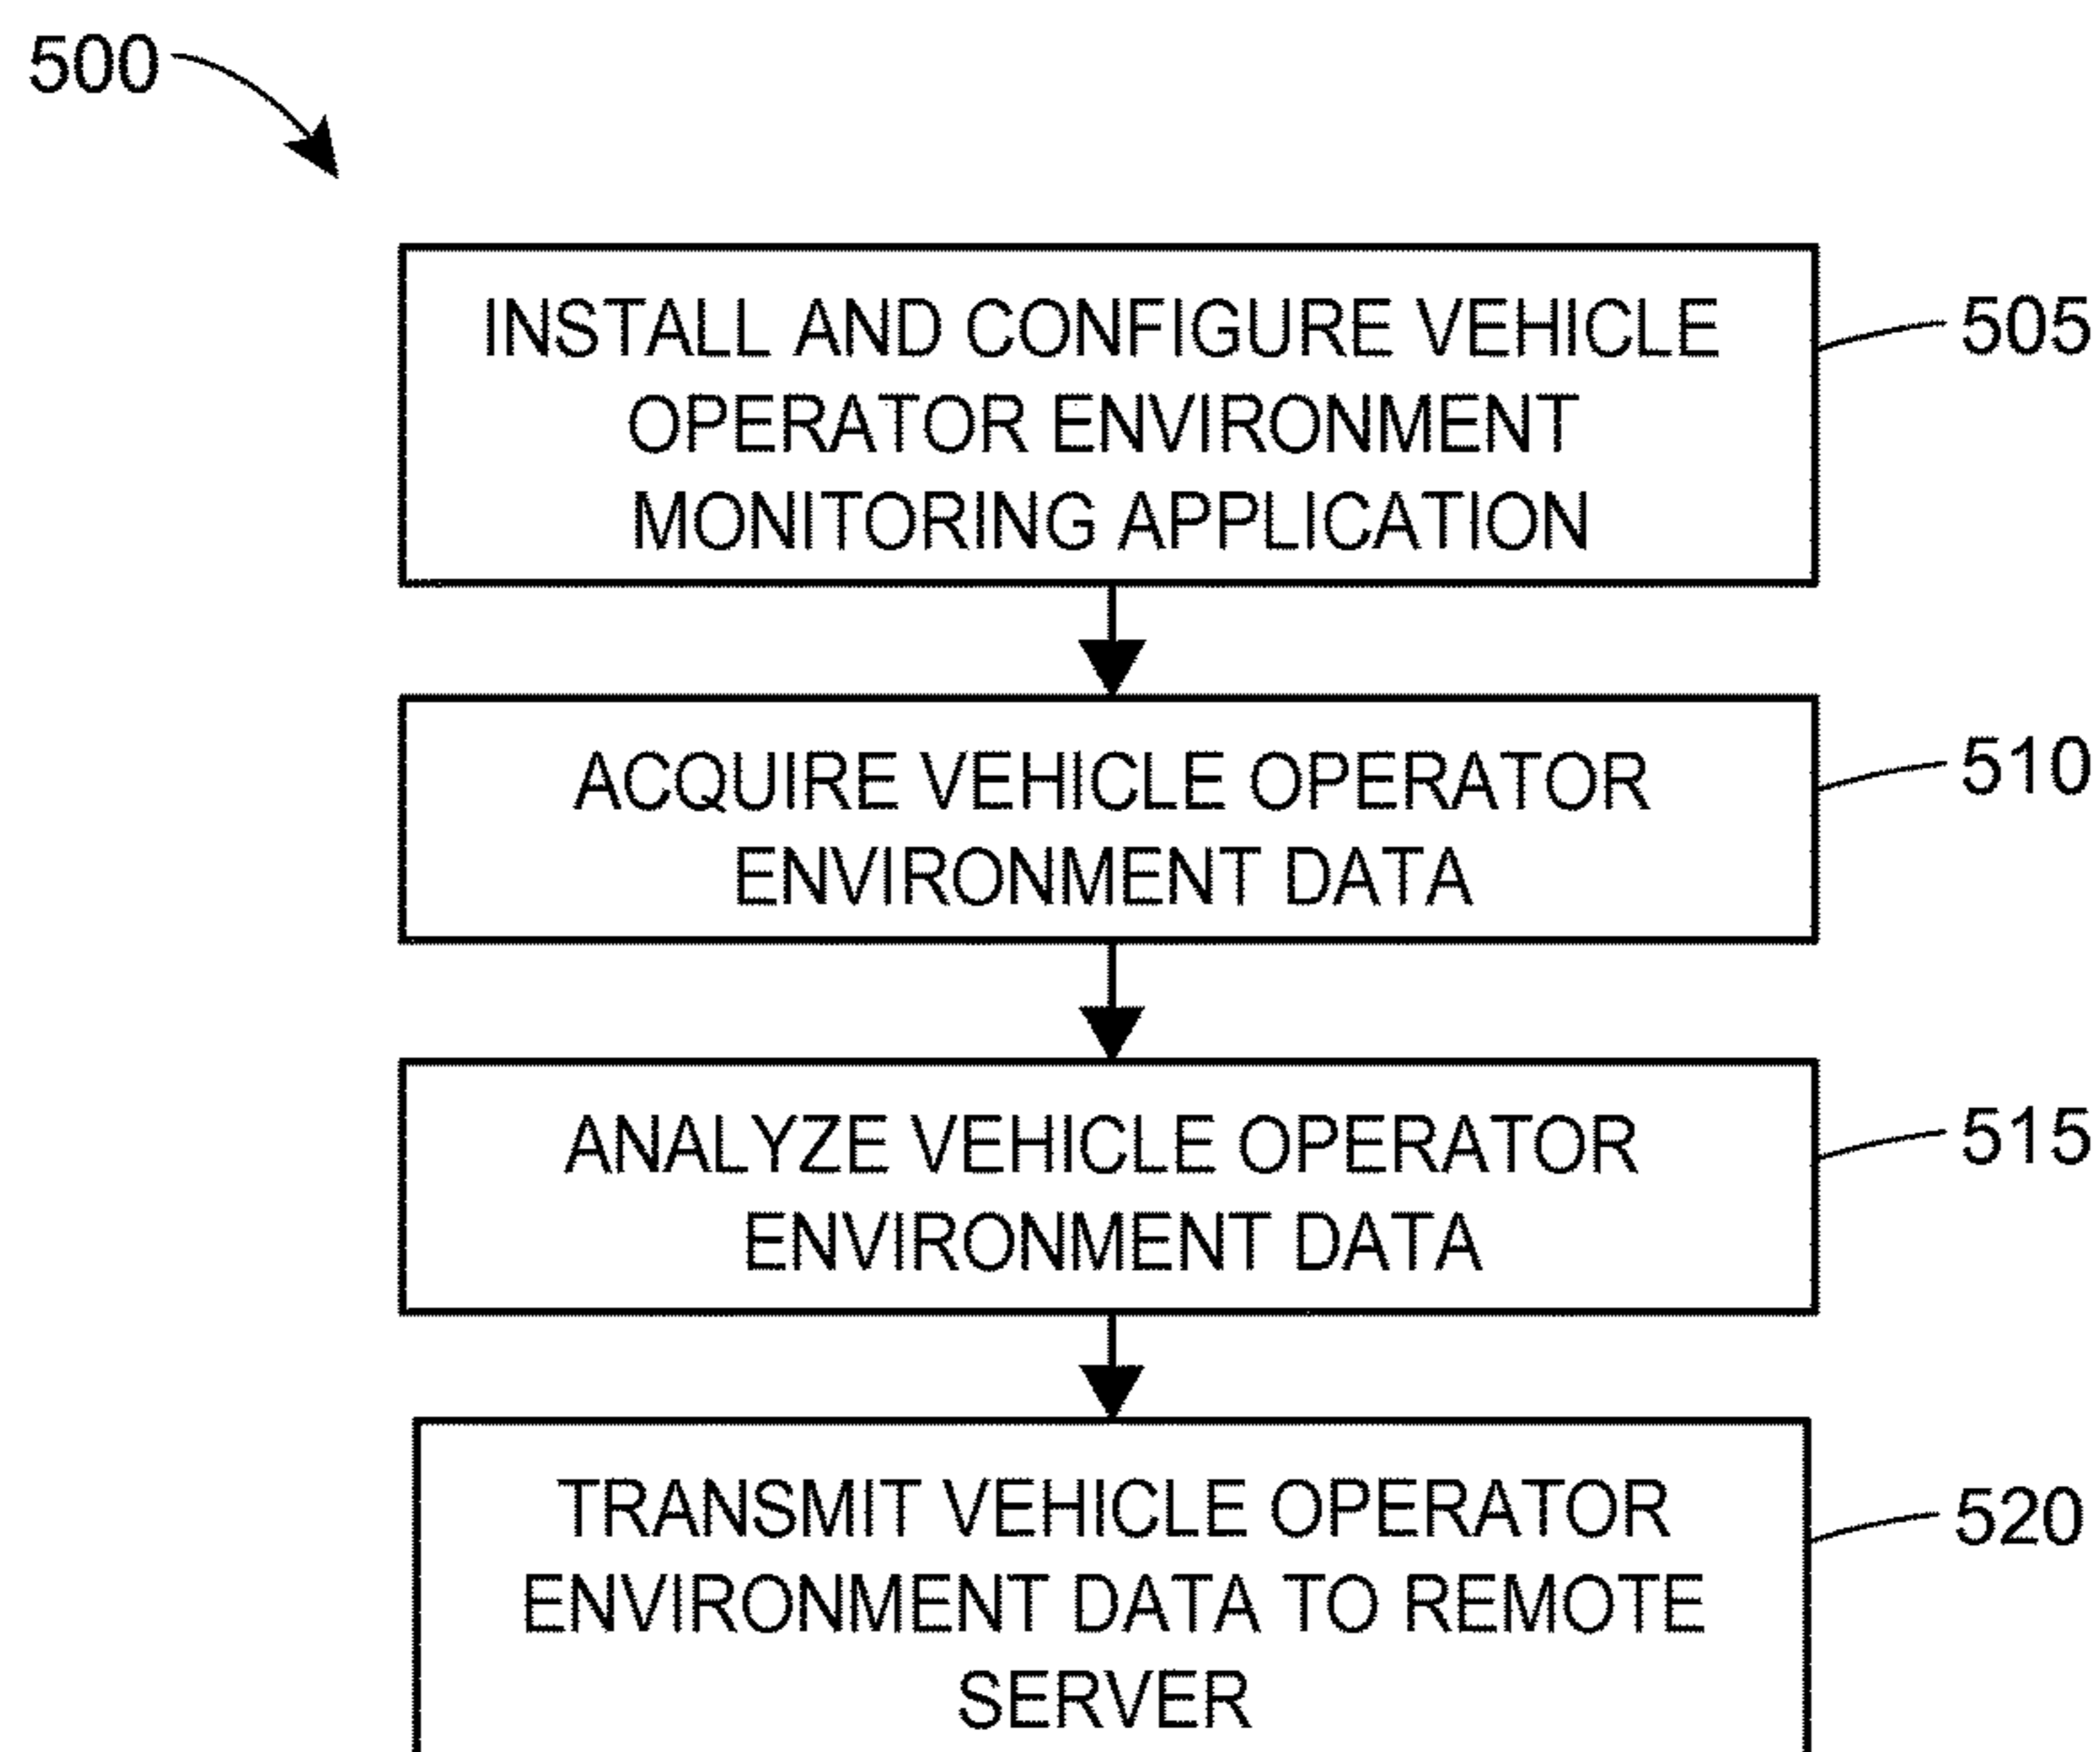 500
INSTALL AND CONFIGURE VEHICLE
OPERATOR ENVIRONMENT
MONITORING APPLICATION
505
ACQUIRE VEHICLE OPERATOR
ENVIRONMENT DATA
510
ANALYZE VEHICLE OPERATOR
ENVIRONMENT DATA
515
TRANSMIT VEHICLE OPERATOR
ENVIRONMENT DATA TO REMOTE
SERVER
520